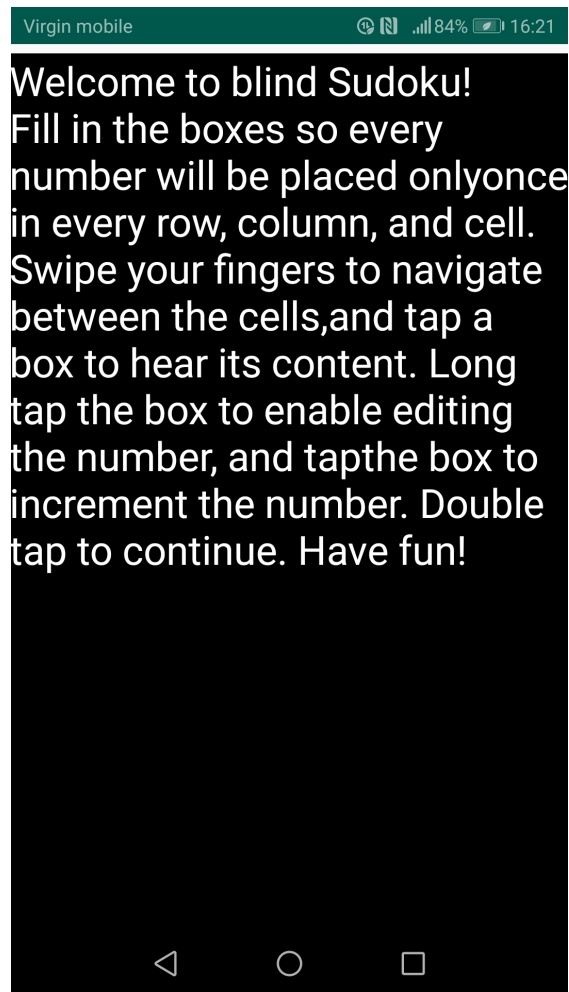 Virgin mobile 84% 16:21
Welcome to blind Sudoku!
Fill in the boxes so every
number will be placed onlyonce
in every row, column, and cell.
Swipe your fingers to navigate
between the cells,and tap a
box to hear its content. Long
tap the box to enable editing
the number, and tapthe box to
increment the number. Double
tap to continue. Have fun!